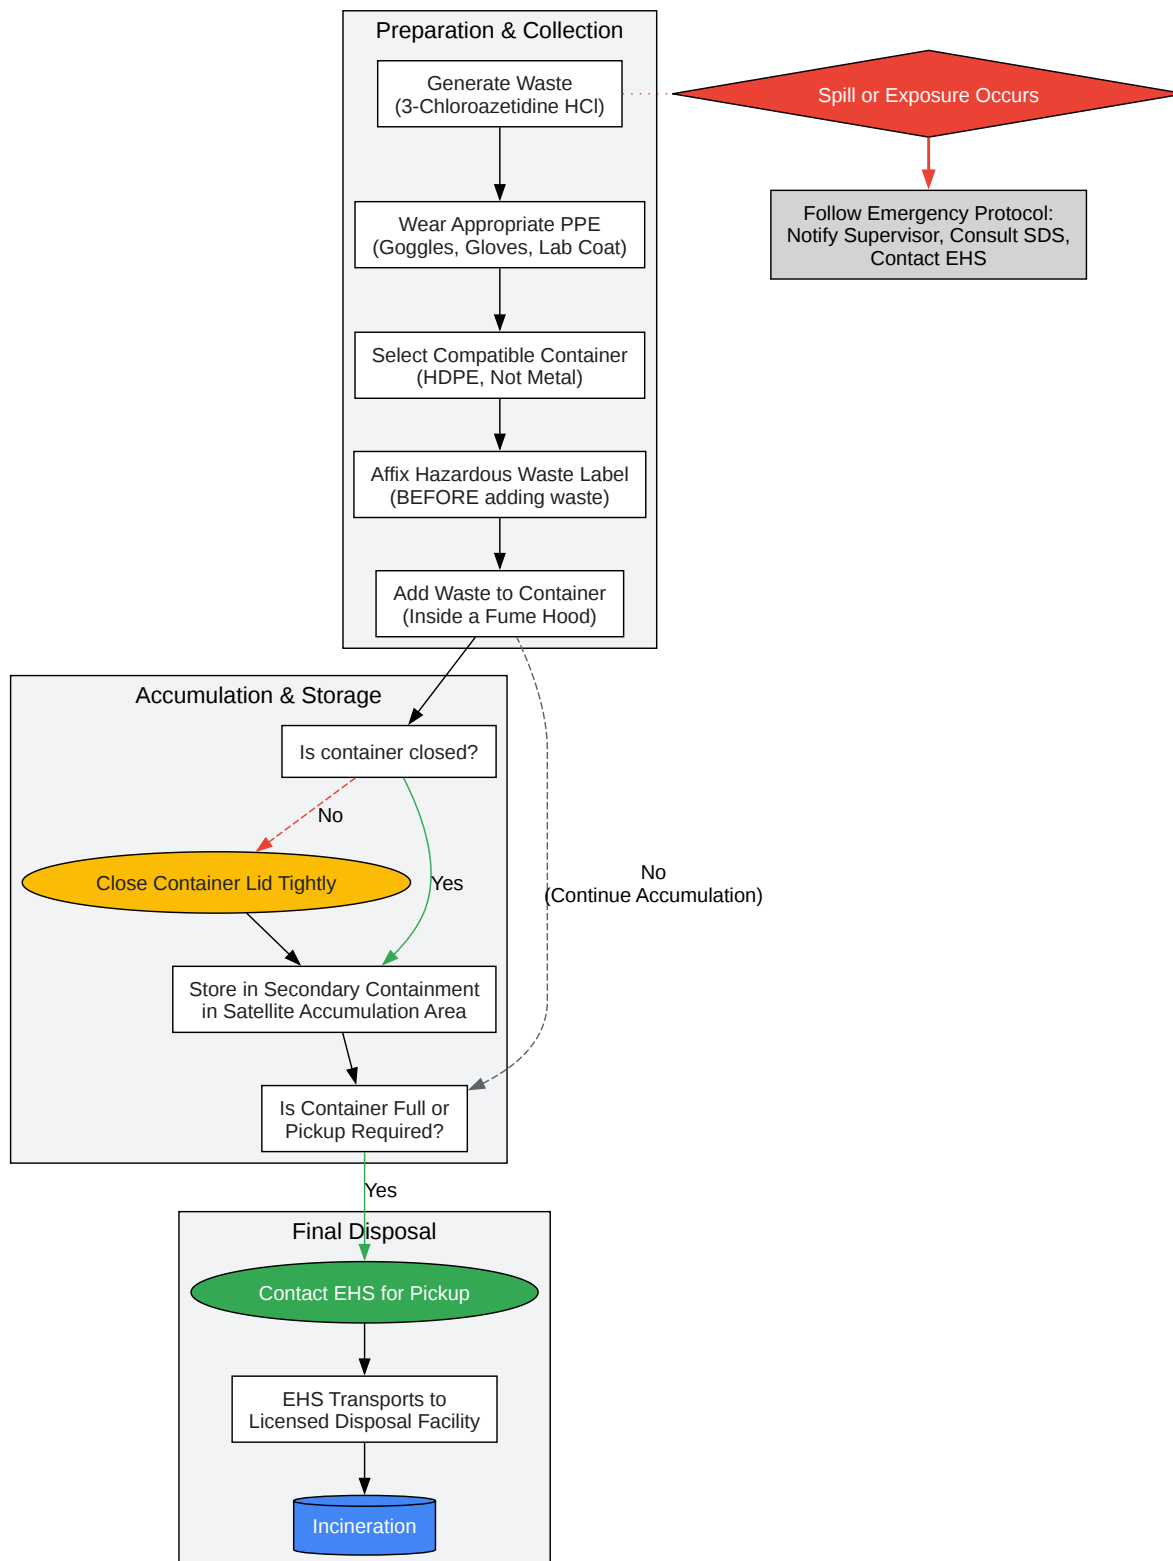 Preparation & Collection
Generate Waste
(3-Chloroazetidine HCl)
Spill or Exposure Occurs
Wear Appropriate PPE
(Goggles, Gloves, Lab Coat)
Follow Emergency Protocol:
Notify Supervisor, Consult SDS,
Contact EHS
Select Compatible Container
(HDPE, Not Metal)
Affix Hazardous Waste Label
(BEFORE adding waste)
Add Waste to Container
(Inside a Fume Hood)
Accumulation & Storage
Is container closed?
No
Close Container Lid Tightly
Yes
No
(Continue Accumulation)
Store in Secondary Containment
in Satellite Accumulation Area
Is Container Full or
Pickup Required?
Yes
Final Disposal
Contact EHS for Pickup
EHS Transports to
Licensed Disposal Facility
Incineration